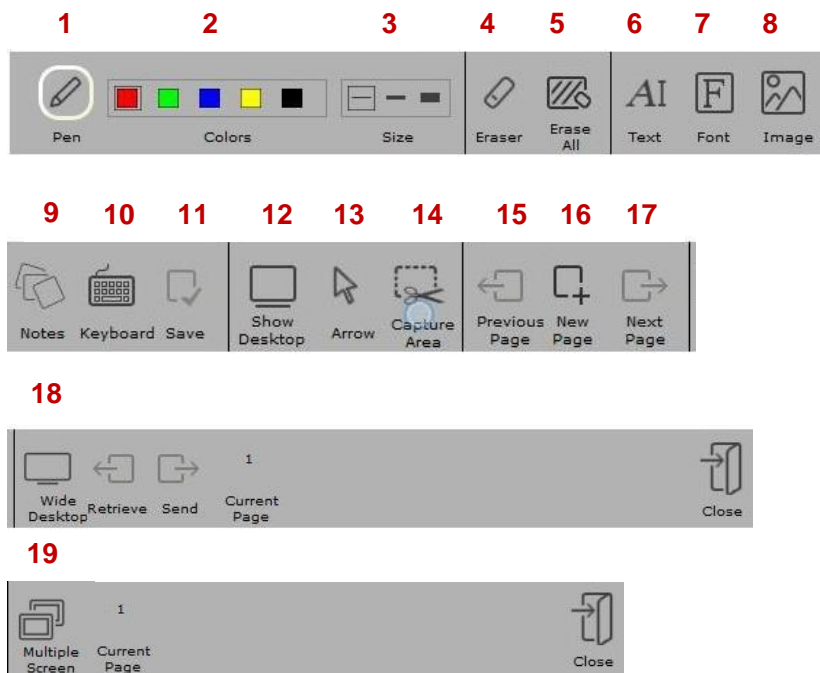 1 2 3 4 5 6 7 8
AI F
Pen Colors Size Eraser Erase All Text Font Image
9 10 11 12 13 14 15 16 17
Notes Keyboard Save Show Desktop Arrow Capture Area Previous Page New Page Next Page
18
1
Wide Desktop Retrieve Send Current Page Close
19
1
Multiple Screen Current Page Close